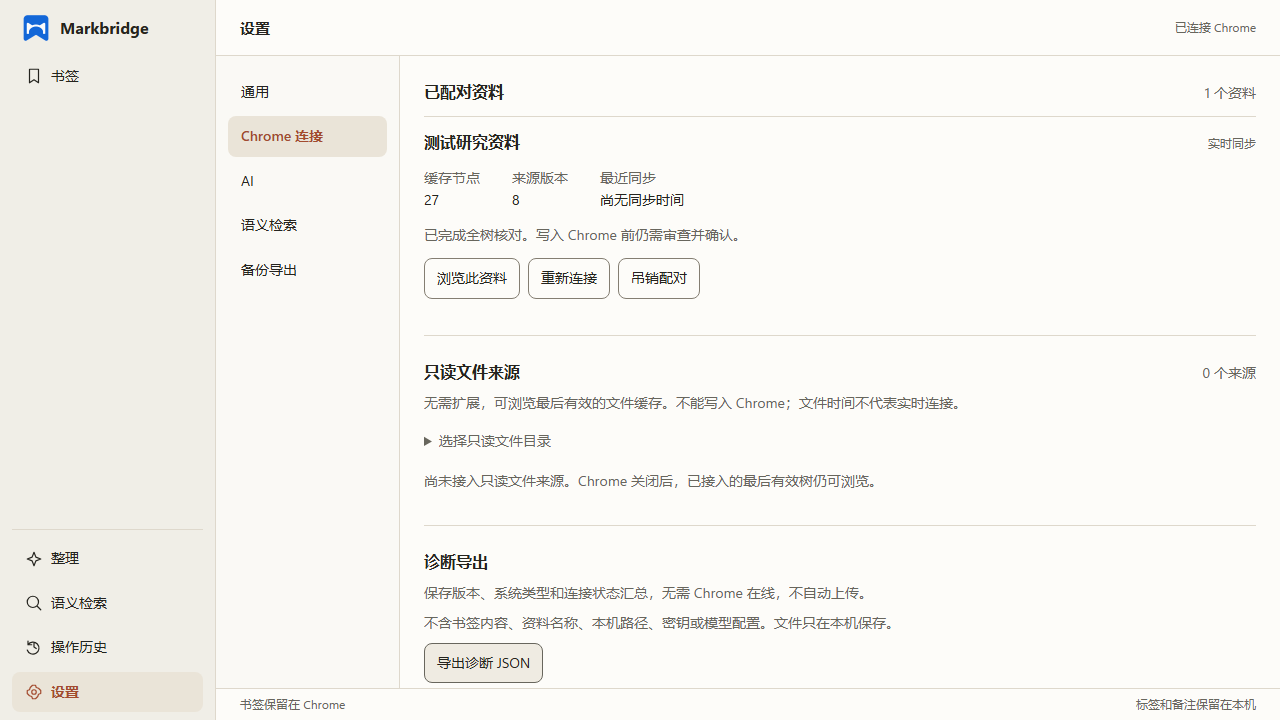 Markbridge
书签
整理
语义检索
操作历史
设置
设置
已连接 Chrome
通用
Chrome 连接
AI
语义检索
备份导出
已配对资料
1 个资料
测试研究资料
实时同步
缓存节点 来源版本 最近同步
27 8 尚无同步时间
已完成全树核对。写入 Chrome 前仍需审查并确认。
浏览此资料 重新连接 吊销配对
只读文件来源
0 个来源
无需扩展，可浏览最后有效的文件缓存。不能写入 Chrome；文件时间不代表实时连接。
选择只读文件目录
尚未接入只读文件来源。Chrome 关闭后，已接入的最后有效树仍可浏览。
诊断导出
保存版本、系统类型和连接状态汇总，无需 Chrome 在线，不自动上传。
不含书签内容、资料名称、本机路径、密钥或模型配置。文件只在本机保存。
导出诊断 JSON
书签保留在 Chrome
标签和备注保留在本机